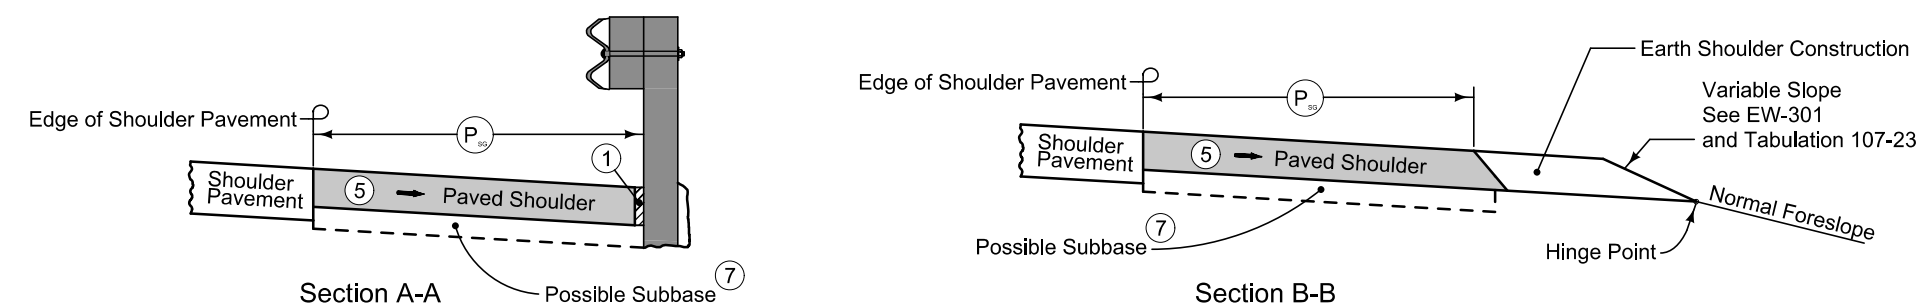 Edge of Shoulder Pavement
P SG
1
Shoulder
Pavement
5
Paved Shoulder
Possible Subbase
7
Section A-A
Edge of Shoulder Pavement
P SG
Earth Shoulder Construction
Variable Slope
See EW-301
and Tabulation 107-23
Shoulder
Pavement
5
Paved Shoulder
Normal Foreslope
Possible Subbase
7
Hinge Point
Section B-B